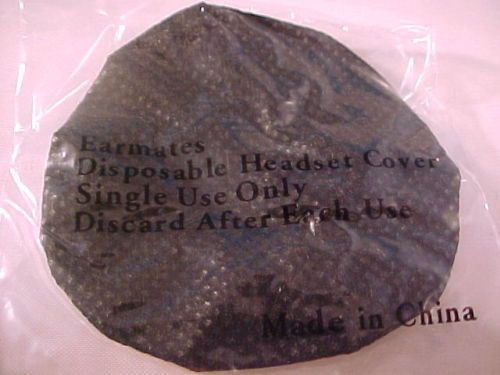 Earmates
Disposable Headset Cover
Single Use Only
Discard After Each Use
Made in China